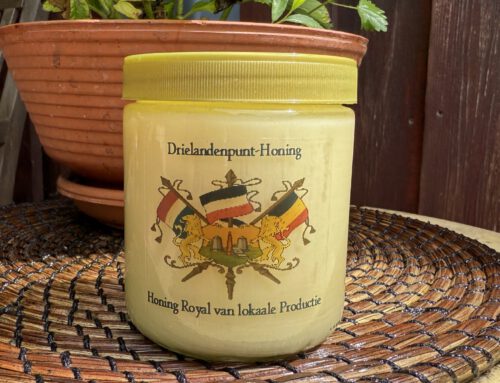 Drielandenpunt-Honing
Honing Royal van lokaale Productie